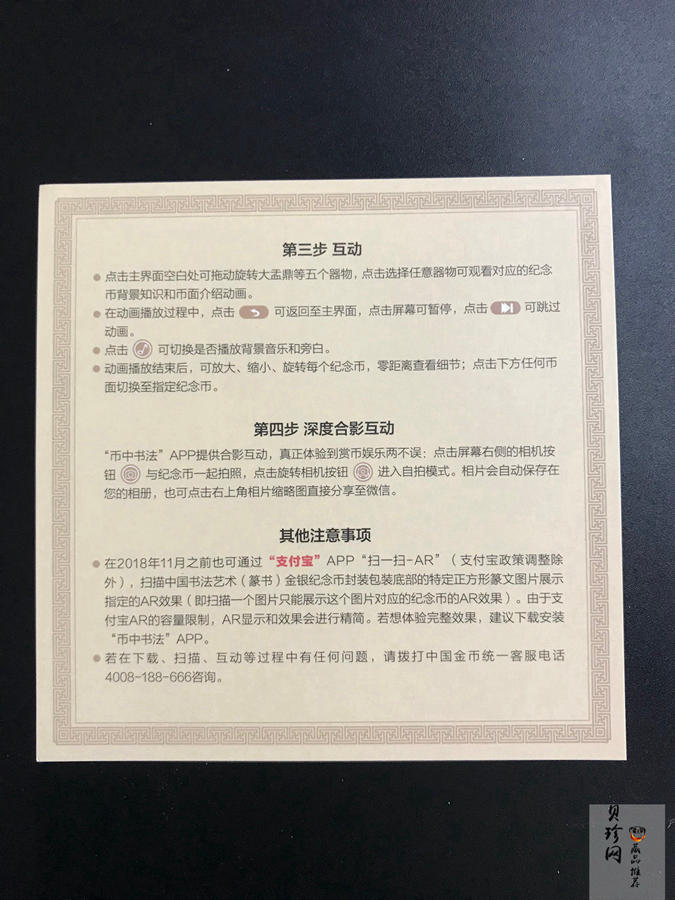 第三步 互动
● 点击主界面空白处可拖动旋转大盂鼎等五个器物，点击选择任意器物可观看对应的纪念
币背景知识和币面介绍动画。
● 在动画播放过程中，点击 可返回至主界面，点击屏幕可暂停，点击 可跳过
动画。
● 点击 可切换是否播放背景音乐和旁白。
● 动画播放结束后，可放大、缩小、旋转每个纪念币，零距离查看细节；点击下方任何币
面切换至指定纪念币。
第四步 深度合影互动
“币中书法”APP提供合影互动，真正体验到赏币娱乐两不误：点击屏幕右侧的相机按
钮 与纪念币一起拍照，点击旋转相机按钮 进入自拍模式。相片会自动保存在
您的相册，也可点击右上角相片缩略图直接分享至微信。
其他注意事项
● 在2018年11月之前也可通过“支付宝”APP“扫一扫-AR”（支付宝政策调整除
外），扫描中国书法艺术（篆书）金银纪念币封装包装底部的特定正方形篆文图片展示
指定的AR效果（即扫描一个图片只能展示这个图片对应的纪念币的AR效果）。由于支
付宝AR的容量限制，AR显示和效果会进行精简。若想体验完整效果，建议下载安装
“币中书法”APP。
● 若在下载、扫描、互动等过程中有任何问题，请拨打中国金币统一客服电话
4008-188-666咨询。
贝珍网
藏品推荐